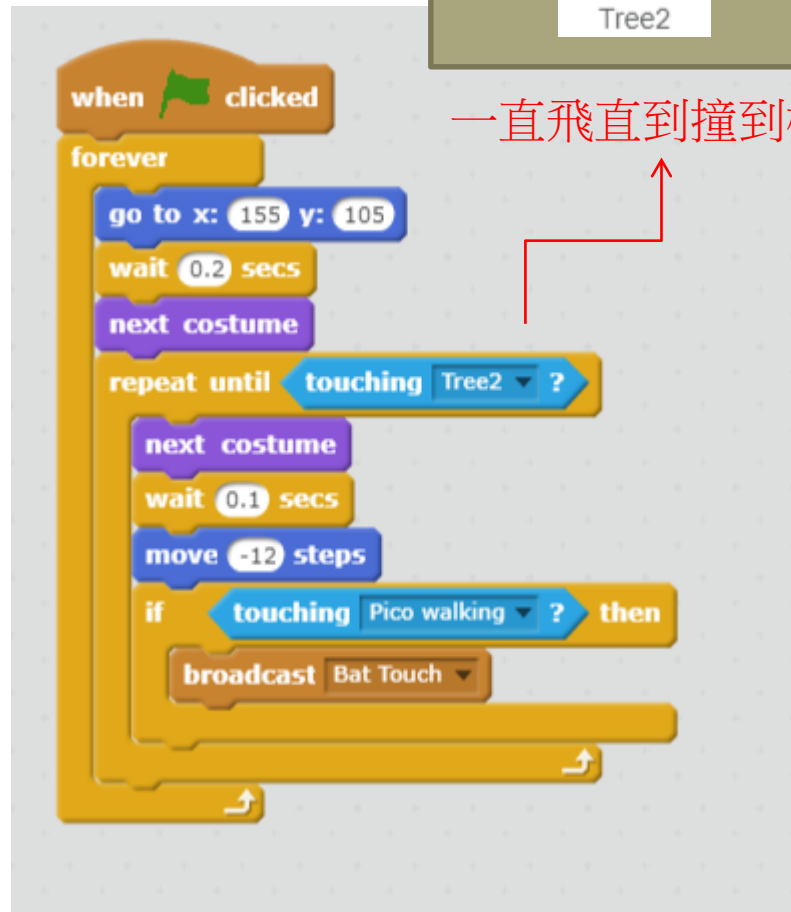 Tree2
when clicked
一直飛直到撞到
forever
go to x: 155 y: 105
wait 0.2 secs
next costume
repeat until touching Tree2 ?
next costume
wait 0.1 secs
move -12 steps
if touching Pico walking ? then
broadcast Bat Touch